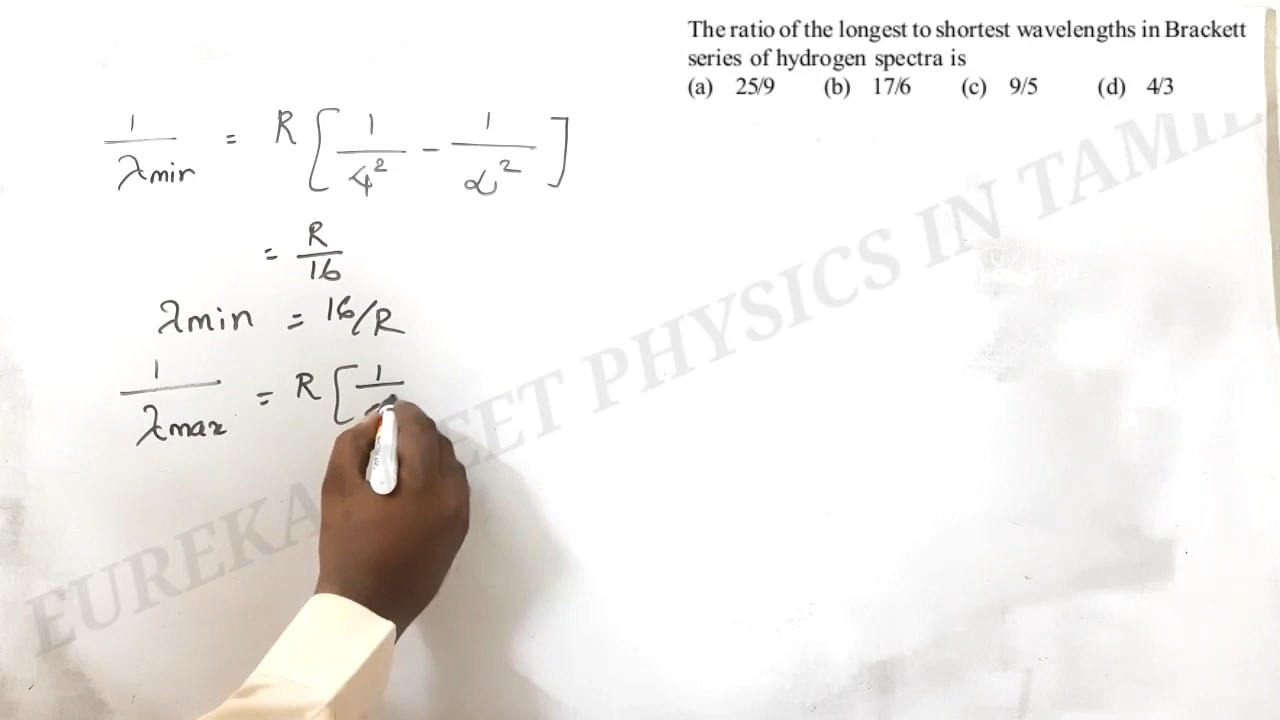 The ratio of the longest to shortest wavelengths in Brackett
series of hydrogen spectra is
(a) 25/9 (b) 17/6 (c) 9/5 (d) 4/3
1/λmin = R[1/4² - 1/α²]
= R/16
λmin = 16/R
1/λmax = R[1/
EUREKA NEET PHYSICS IN TAMIL